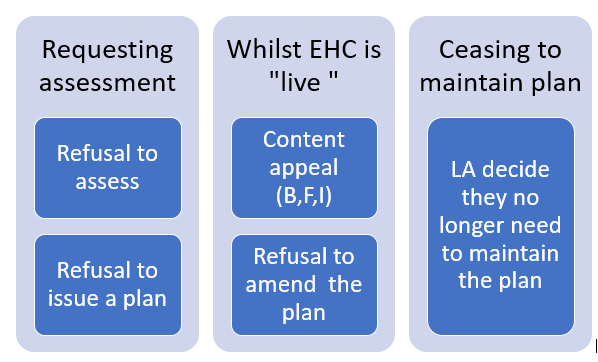 Requesting
assessment
Refusal to
assess
Refusal to
issue a plan
Whilst EHC is
"live "
Content
appeal
(B,F,I)
Refusal to
amend  the
plan
Ceasing to
maintain plan
LA decide
they no
longer need
to maintain
the plan